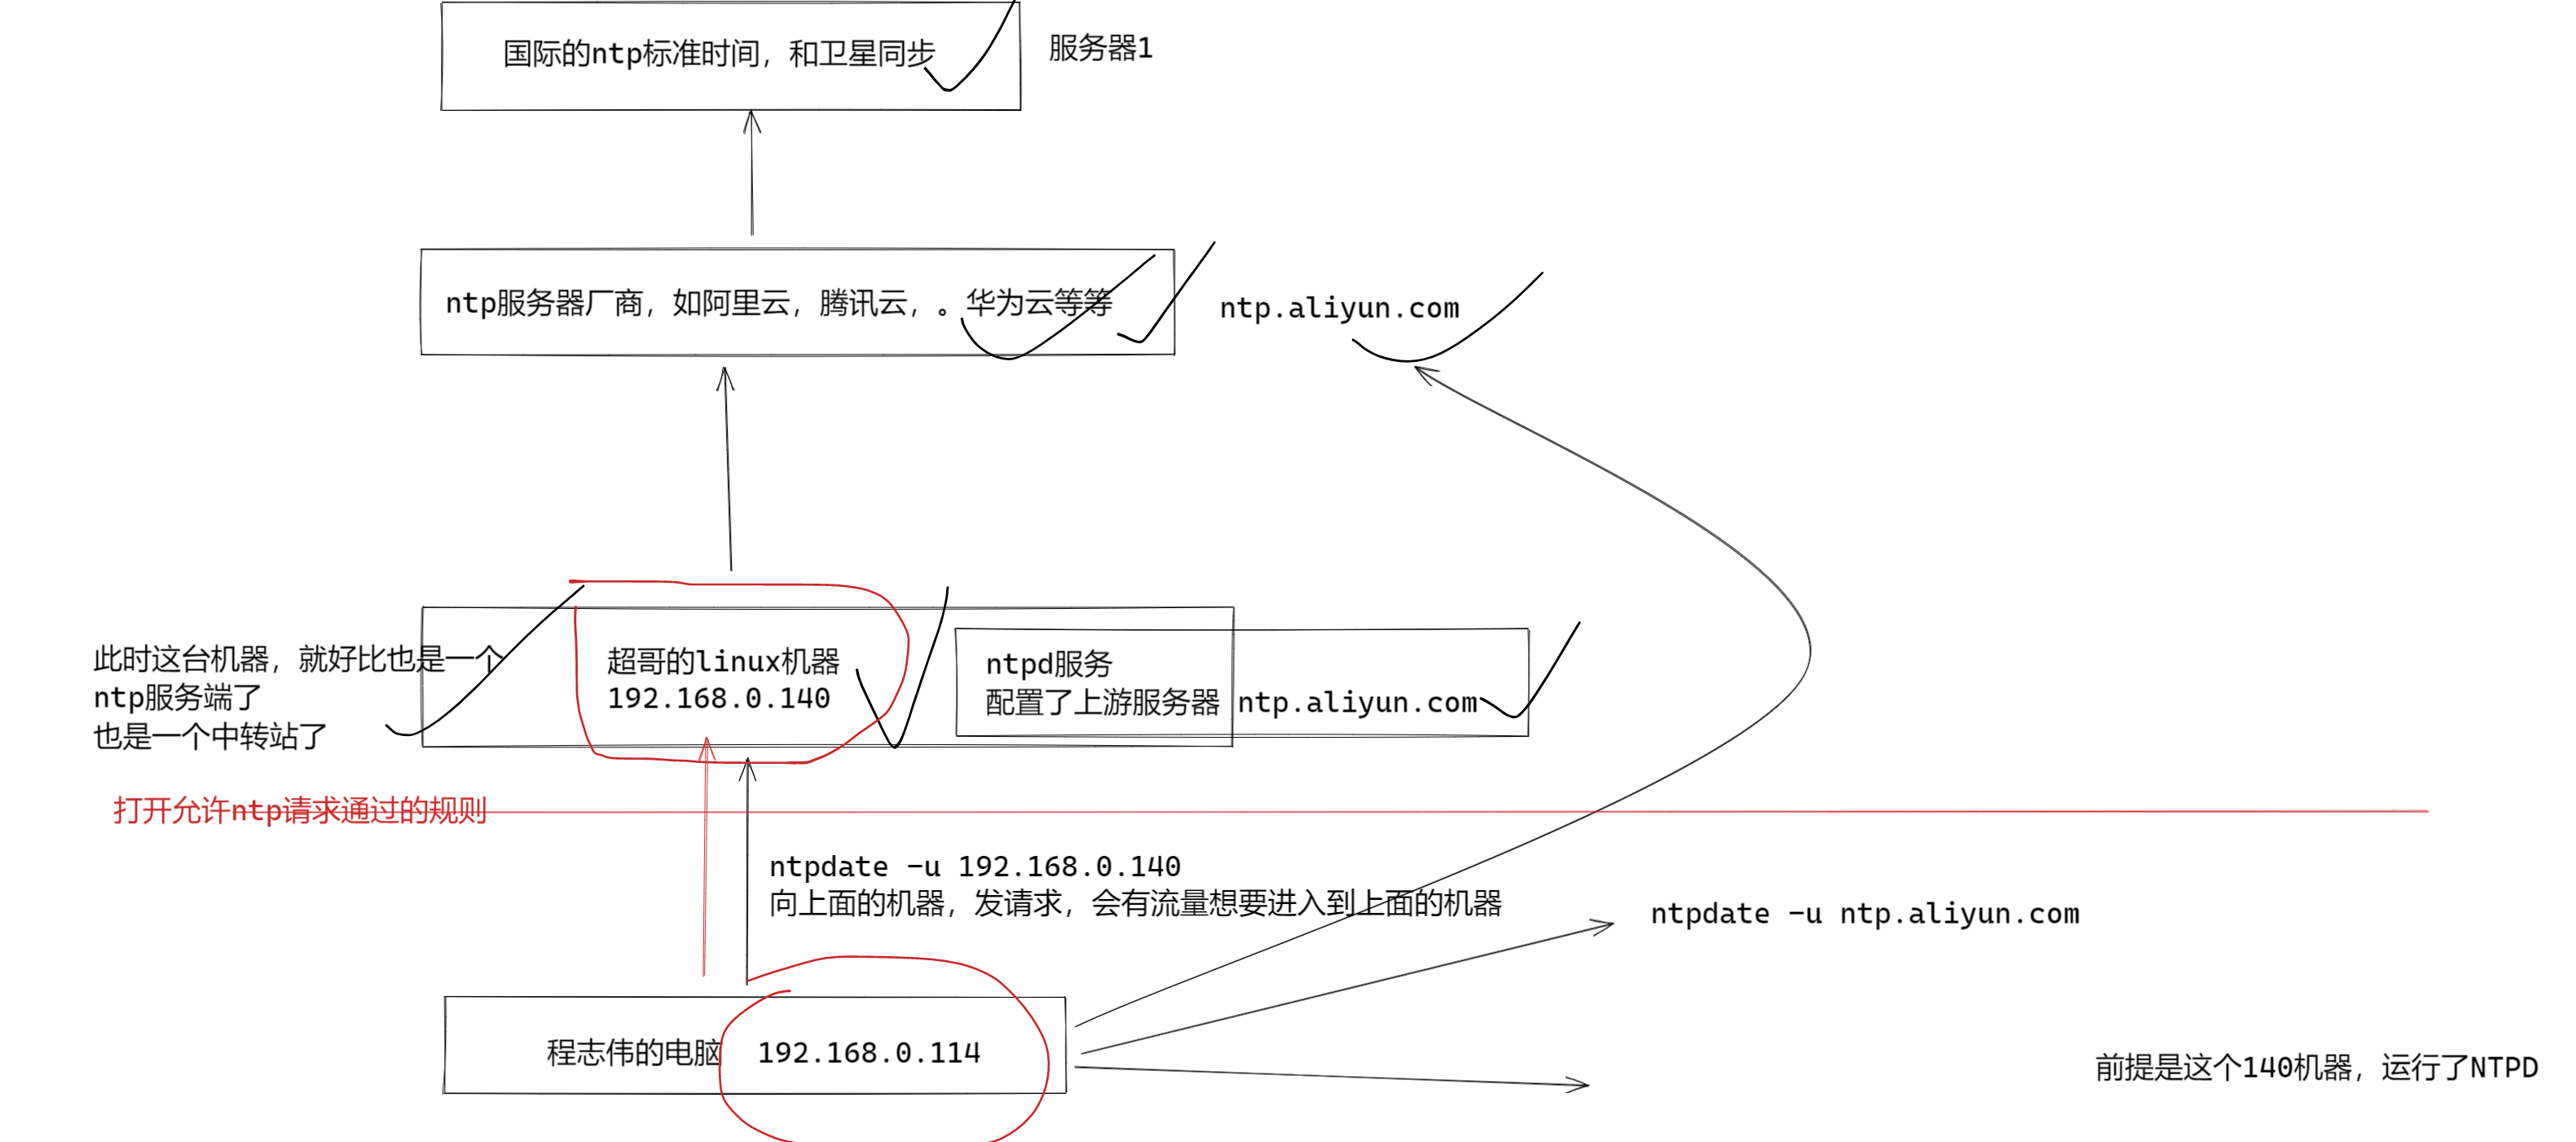 国际的ntp标准时间，和卫星同步
服务器1
ntp服务器厂商，如阿里云，腾讯云，。华为云等等
ntp.aliyun.com
此时这台机器，就好比也是一个
ntp服务端了
也是一个中转站了
超哥的linux机器
192.168.0.140
ntpd服务
配置了上游服务器 ntp.aliyun.com
打开允许ntp请求通过的规则
ntpdate -u 192.168.0.140
向上面的机器，发请求，会有流量想要进入到上面的机器
ntpdate -u ntp.aliyun.com
程志伟的电脑 192.168.0.114
前提是这个140机器，运行了NTPD